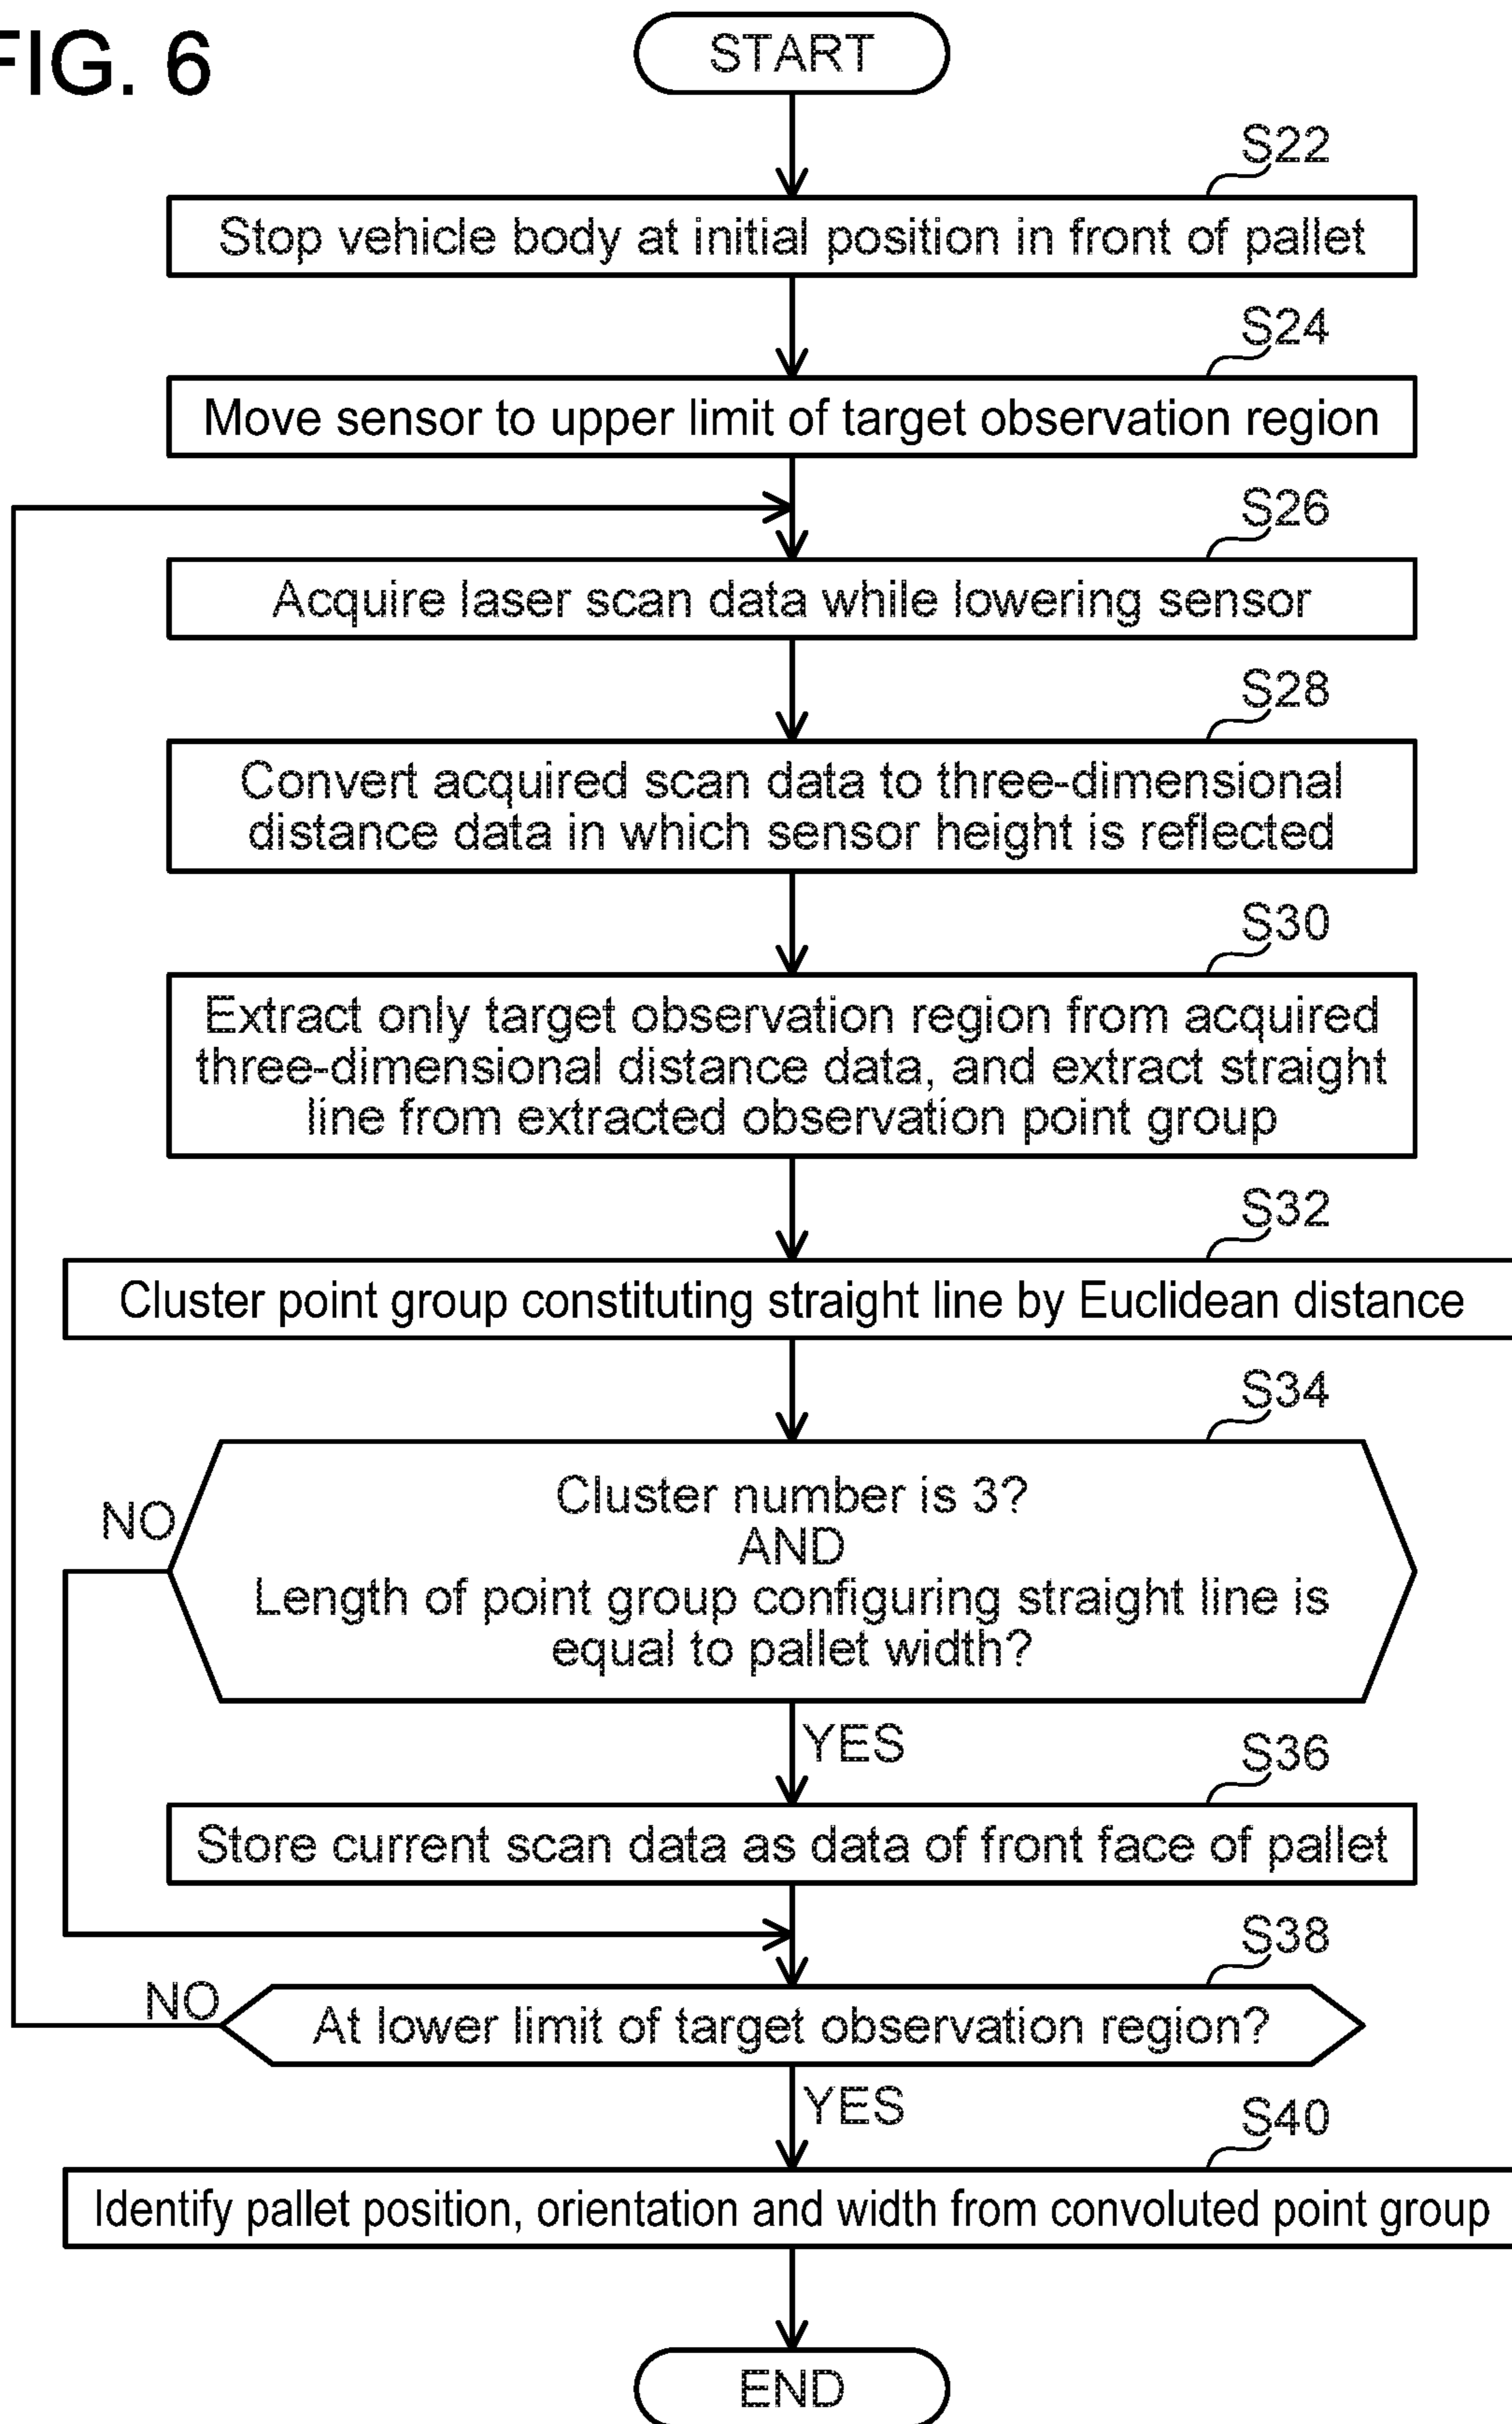 FIG. 6
START
S22
Stop vehicle body at initial position in front of pallet
S24
Move sensor to upper limit of target observation region
S26
Acquire laser scan data while lowering sensor
S28
Convert acquired scan data to three-dimensional
distance data in which sensor height is reflected
S30
Extract only target observation region from acquired
three-dimensional distance data, and extract straight
line from extracted observation point group
S32
Cluster point group constituting straight line by Euclidean distance
S34
Cluster number is 3?
AND
Length of point group configuring straight line is
equal to pallet width?
NO
YES
S36
Store current scan data as data of front face of pallet
S38
At lower limit of target observation region?
NO
YES
S40
Identify pallet position, orientation and width from convoluted point group
END